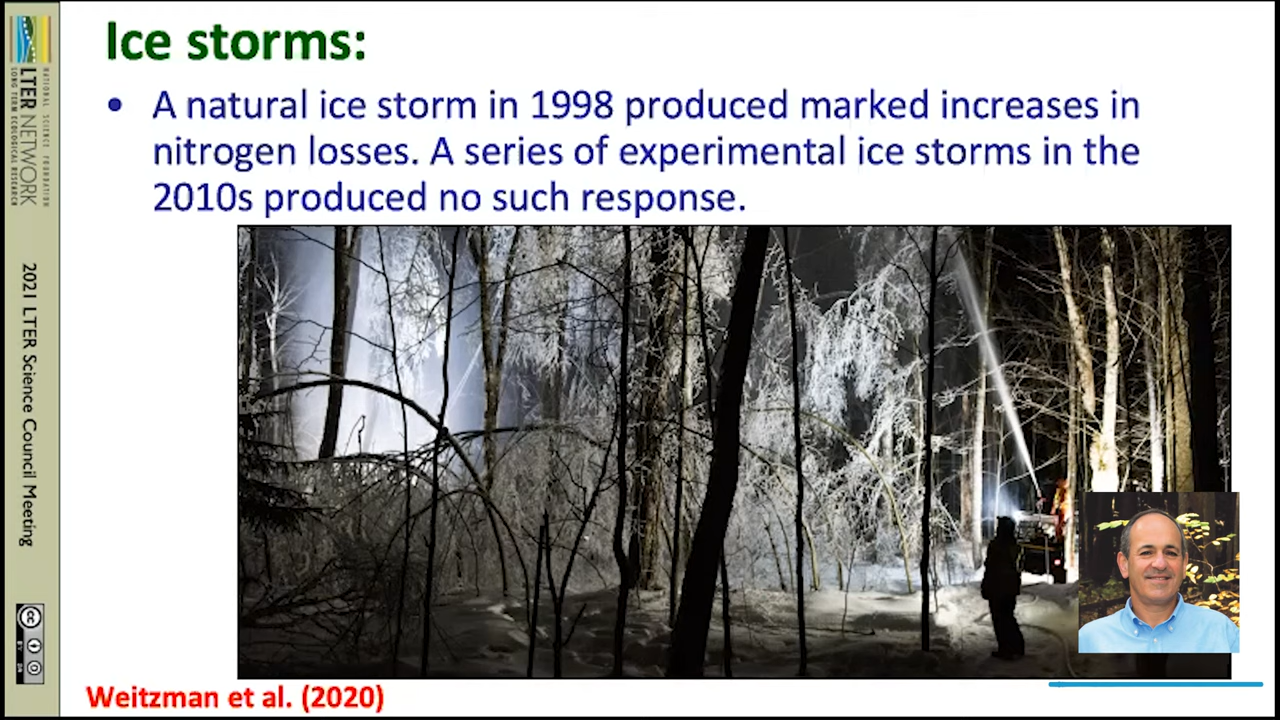 Ice storms:
• A natural ice storm in 1998 produced marked increases in
nitrogen losses. A series of experimental ice storms in the
2010s produced no such response.
Weitzman et al. (2020)
NATIONAL SCIENCE FOUNDATION
LTER NETWORK
LONG TERM ECOLOGICAL RESEARCH
2021 LTER Science Council Meeting
cc